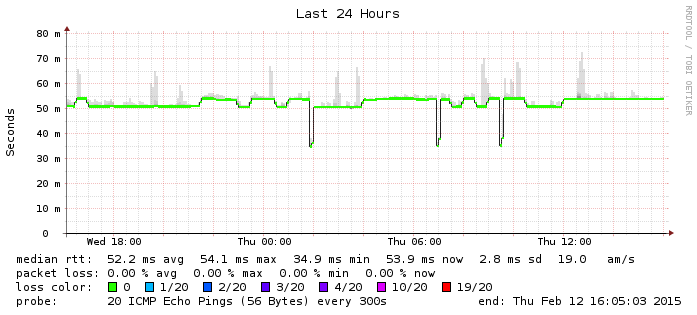 Last 24 Hours
RRDTOOL / TOBI OETIKER
Seconds
80 m
70 m
60 m
50 m
40 m
30 m
20 m
10 m
0
Wed 18:00 Thu 00:00 Thu 06:00 Thu 12:00
median rtt: 52.2 ms avg 54.1 ms max 34.9 ms min 53.9 ms now 2.8 ms sd 19.0 am/s
packet loss: 0.00 % avg 0.00 % max 0.00 % min 0.00 % now
loss color: 0 1/20 2/20 3/20 4/20 10/20 19/20
probe: 20 ICMP Echo Pings (56 Bytes) every 300s end: Thu Feb 12 16:05:03 2015